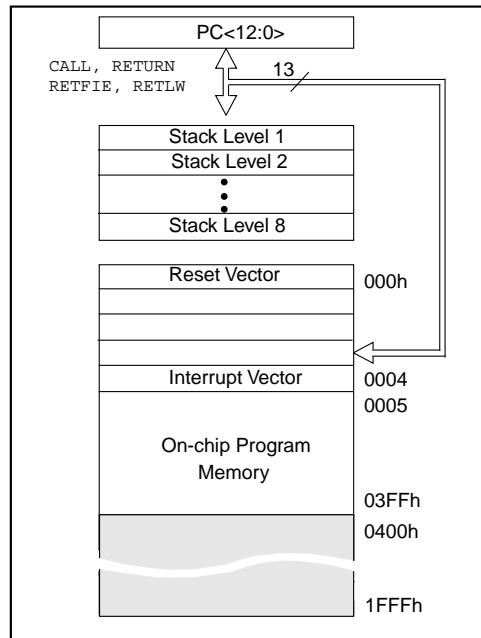 PC<12:0>
CALL, RETURN
RETFIE, RETLW
13
Stack Level 1
Stack Level 2
Stack Level 8
Reset Vector
000h
Interrupt Vector
0004
0005
On-chip Program
Memory
03FFh
0400h
1FFFh